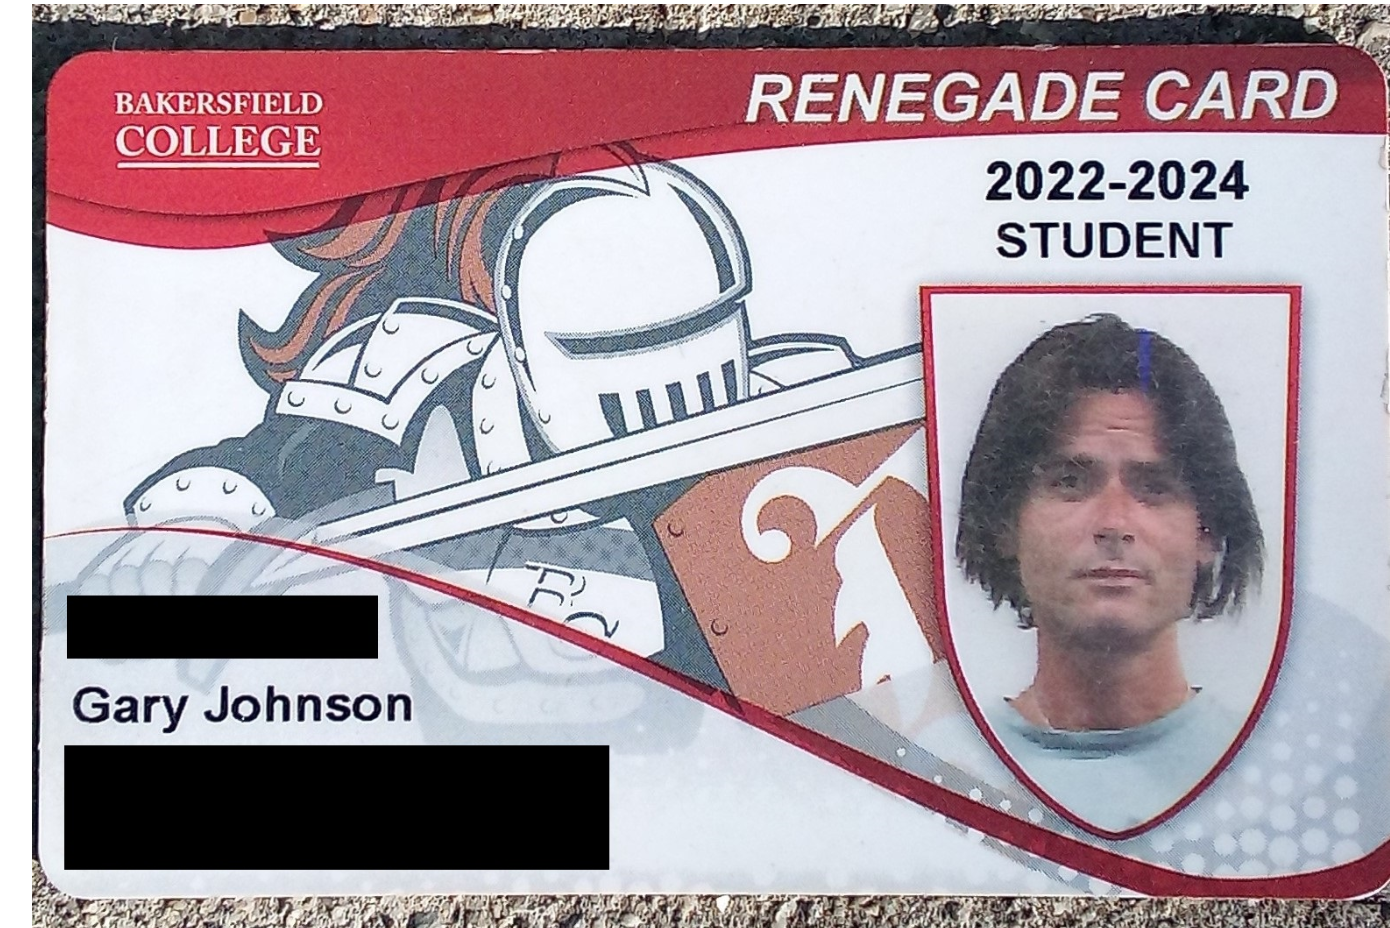 BAKERSFIELD
COLLEGE
RENEGADE CARD
2022-2024
STUDENT
Gary Johnson